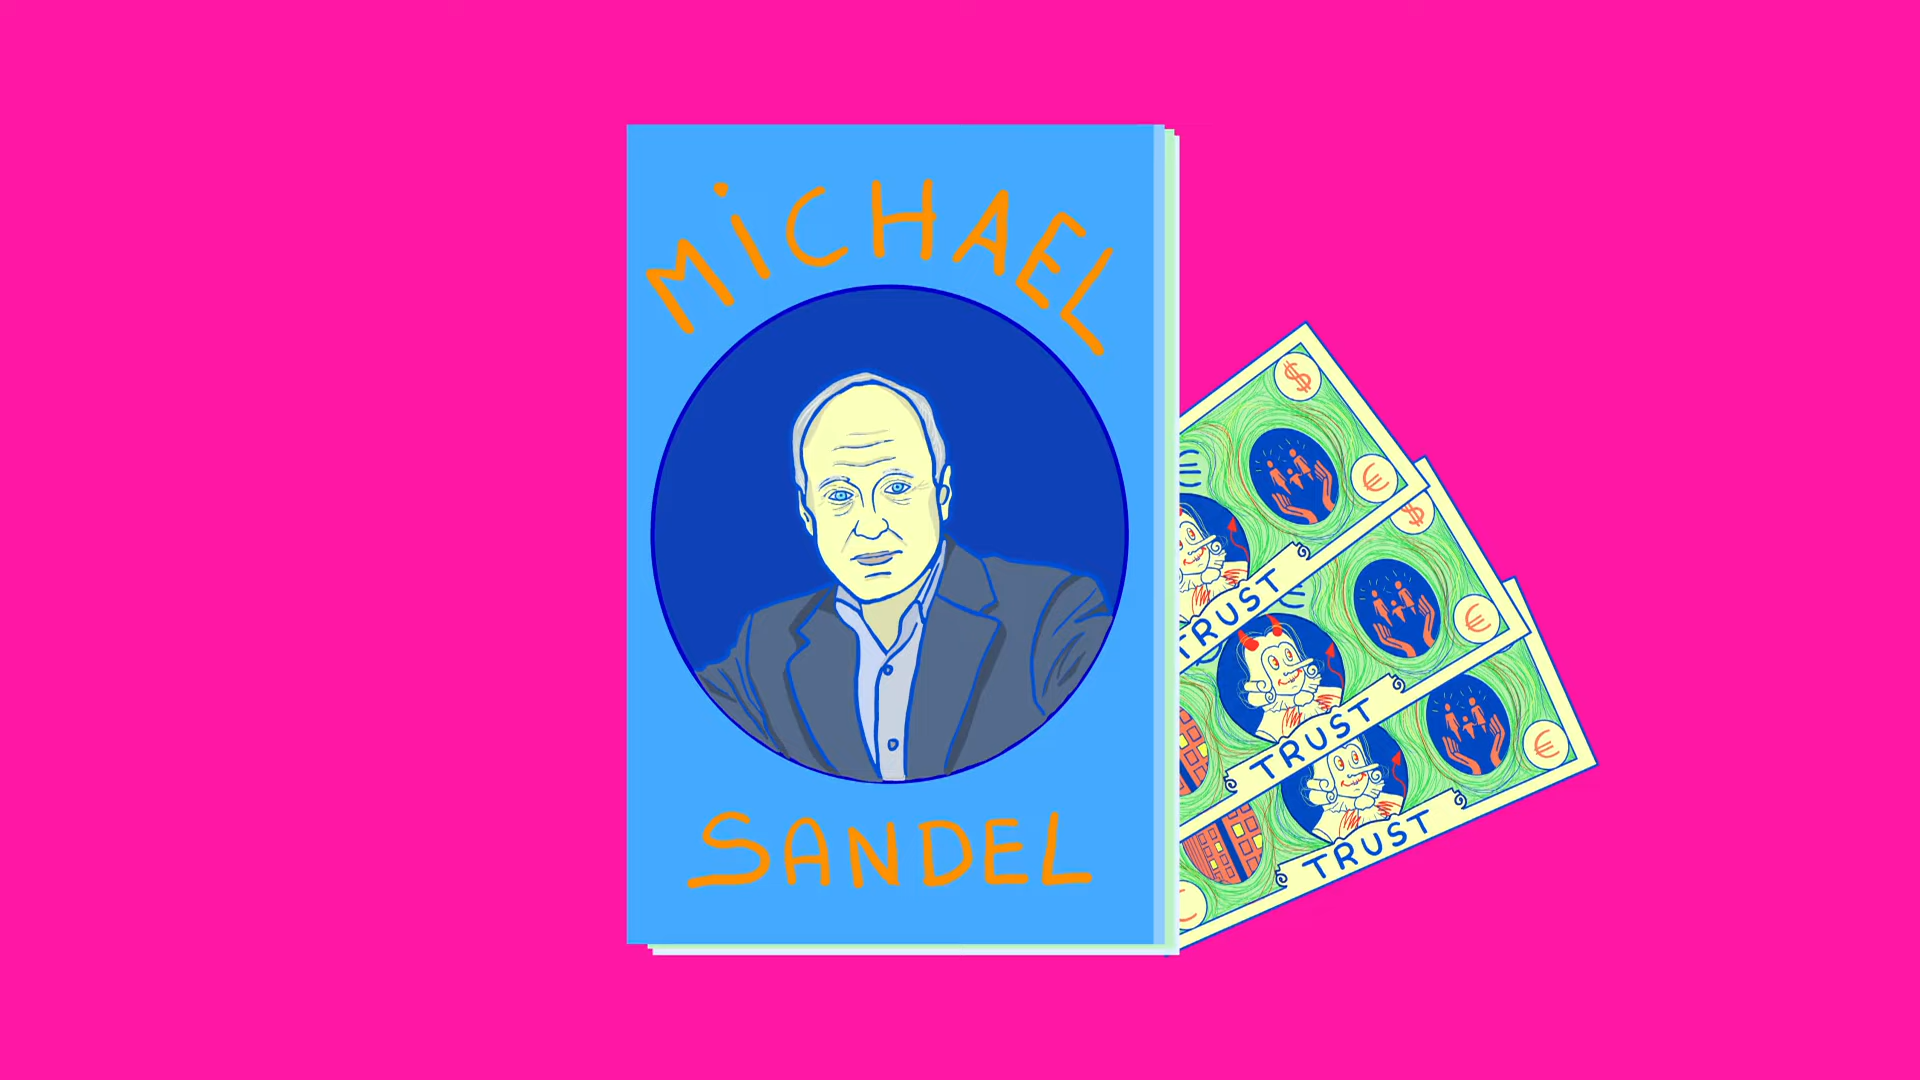 MiCHAEL
SANDEL
$
€
TRUST
$
€
TRUST
€
TRUST